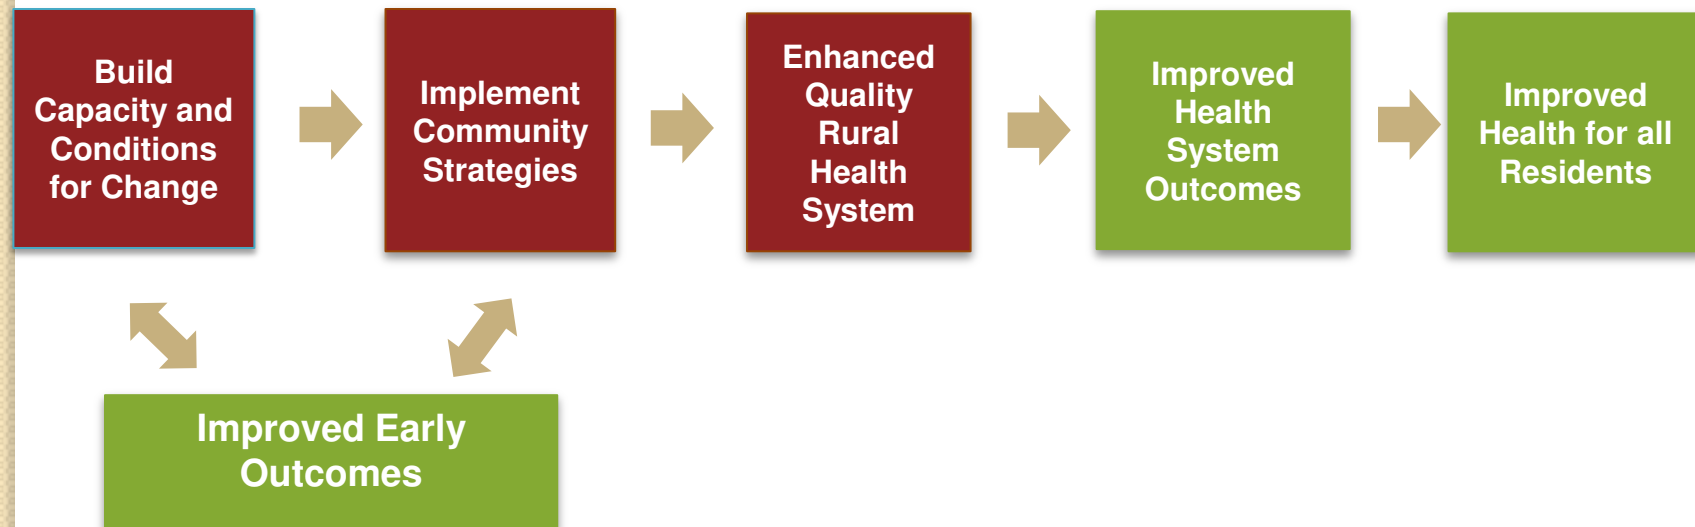 Build
Capacity and
Conditions
for Change
Implement
Community
Strategies
Enhanced
Quality
Rural
Health
System
Improved
Health
System
Outcomes
Improved
Health for all
Residents
Improved Early
Outcomes